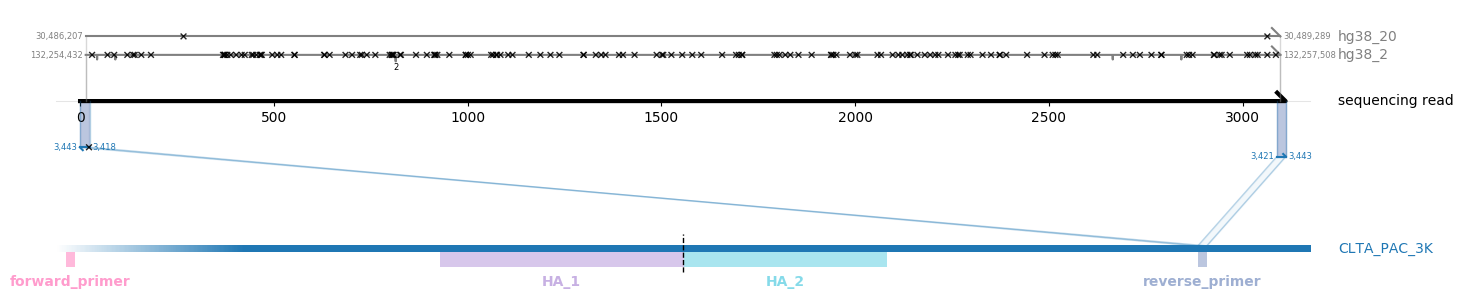 30,486,207 30,489,289 hg38_20
132,254,432 2 132,257,508 hg38_2
sequencing read
0 500 1000 1500 2000 2500 3000
3,443 3,418 3,421 3,443
CLTA_PAC_3K
forward_primer HA_1 HA_2 reverse_primer